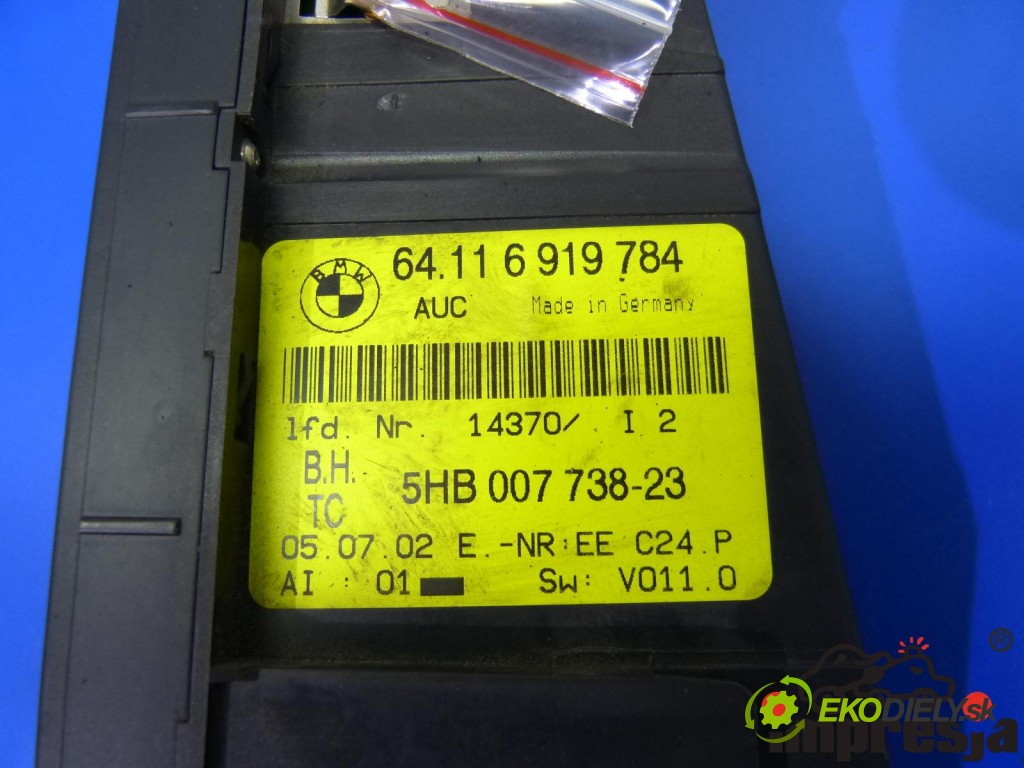 BMW
64.11 6 919 784
AUC Made in Germany
lfd. Nr. 14370/. I 2
B.H. 5HB 007 738-23
TC
05.07.02 E.-NR:EE C24.P
AI : 01 Sw: V011.0
®
EKODIELY.sk
impresja